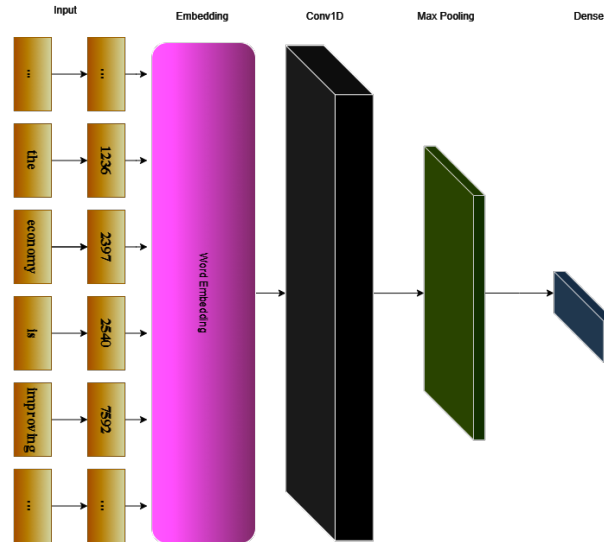 Input
Embedding
Conv1D
Max Pooling
Dense
... ...
the 1236
economy 2397
is 2540
improving 7592
... ...
Word Embedding